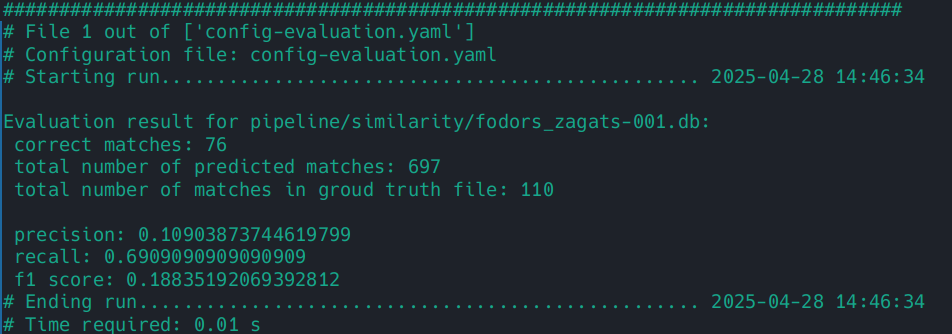 ################################################################################
# File 1 out of ['config-evaluation.yaml']
# Configuration file: config-evaluation.yaml
# Starting run................................................ 2025-04-28 14:46:34
Evaluation result for pipeline/similarity/fodors_zagats-001.db:
correct matches: 76
total number of predicted matches: 697
total number of matches in groud truth file: 110
precision: 0.10903873744619799
recall: 0.6909090909090909
f1 score: 0.18835192069392812
# Ending run.................................................. 2025-04-28 14:46:34
# Time required: 0.01 s